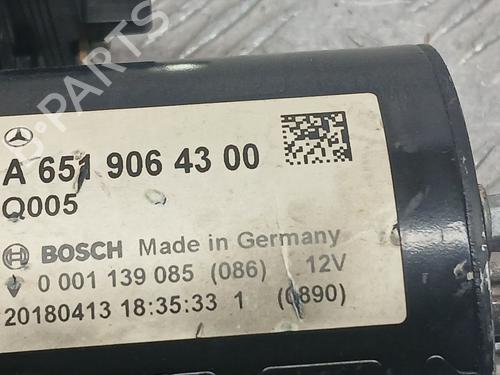 A 651 906 43 00
Q005
BOSCH Made in Germany
0 001 139 085 (086) 12V
20180413 18:35:33 1 (0890)